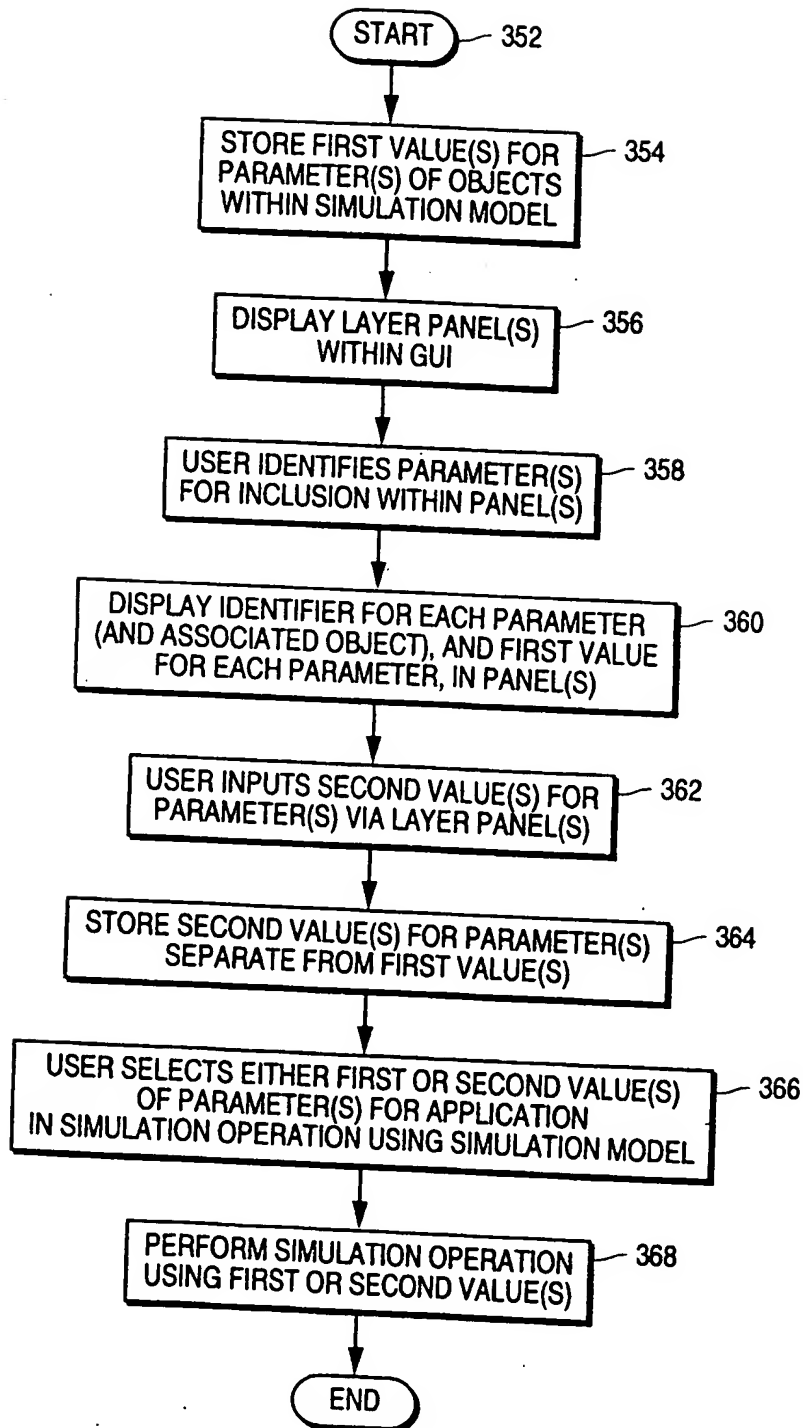 START
352
STORE FIRST VALUE(S) FOR
PARAMETER(S) OF OBJECTS
WITHIN SIMULATION MODEL
354
DISPLAY LAYER PANEL(S)
WITHIN GUI
356
USER IDENTIFIES PARAMETER(S)
FOR INCLUSION WITHIN PANEL(S)
358
DISPLAY IDENTIFIER FOR EACH PARAMETER
(AND ASSOCIATED OBJECT), AND FIRST VALUE
FOR EACH PARAMETER, IN PANEL(S)
360
USER INPUTS SECOND VALUE(S) FOR
PARAMETER(S) VIA LAYER PANEL(S)
362
STORE SECOND VALUE(S) FOR PARAMETER(S)
SEPARATE FROM FIRST VALUE(S)
364
USER SELECTS EITHER FIRST OR SECOND VALUE(S)
OF PARAMETER(S) FOR APPLICATION
IN SIMULATION OPERATION USING SIMULATION MODEL
366
PERFORM SIMULATION OPERATION
USING FIRST OR SECOND VALUE(S)
368
END